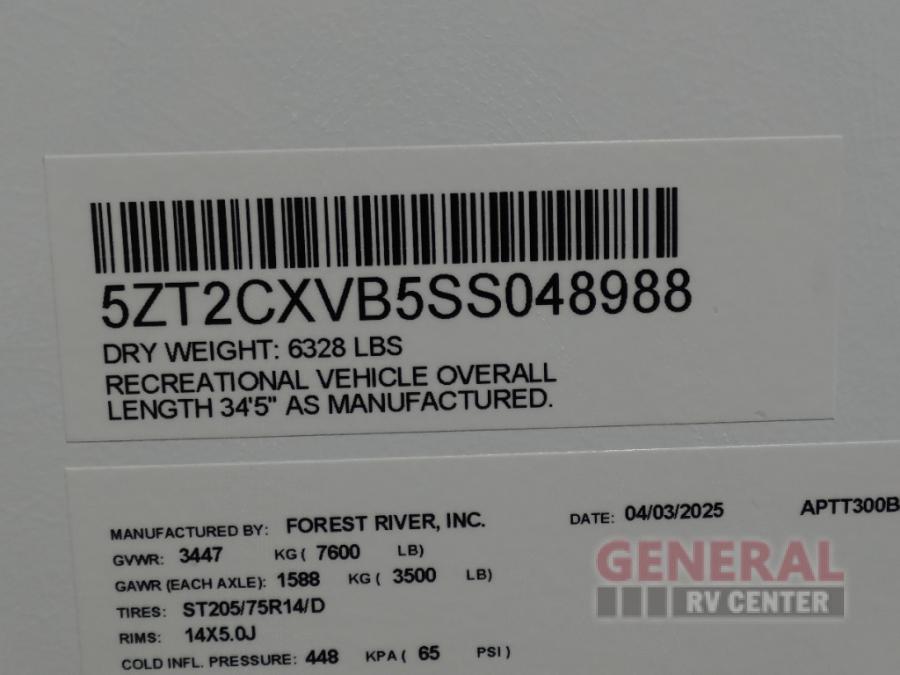 5ZT2CXVB5SS048988
DRY WEIGHT: 6328 LBS
RECREATIONAL VEHICLE OVERALL
LENGTH 34'5" AS MANUFACTURED.
MANUFACTURED BY: FOREST RIVER, INC. DATE: 04/03/2025 APTT300B
GVWR: 3447 KG ( 7600 LB)
GAWR (EACH AXLE): 1588 KG ( 3500 LB)
TIRES: ST205/75R14/D
RIMS: 14X5.0J
COLD INFL. PRESSURE: 448 KPA ( 65 PSI )
GENERAL
RV CENTER